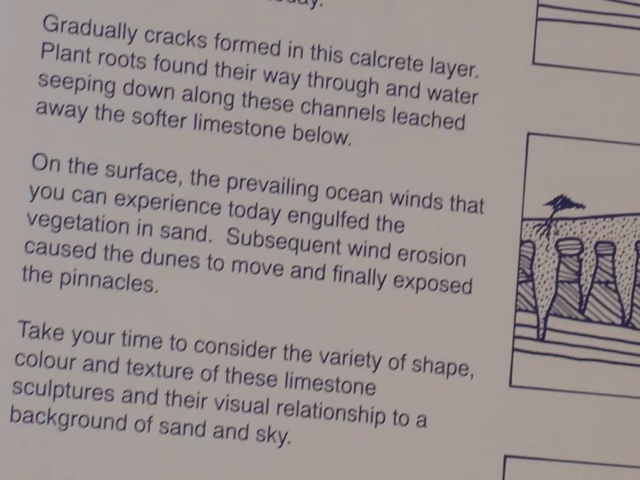 Gradually cracks formed in this calcrete layer.
Plant roots found their way through and water
seeping down along these channels leached
away the softer limestone below.
On the surface, the prevailing ocean winds that
you can experience today engulfed the
vegetation in sand. Subsequent wind erosion
caused the dunes to move and finally exposed
the pinnacles.
Take your time to consider the variety of shape,
colour and texture of these limestone
sculptures and their visual relationship to a
background of sand and sky.